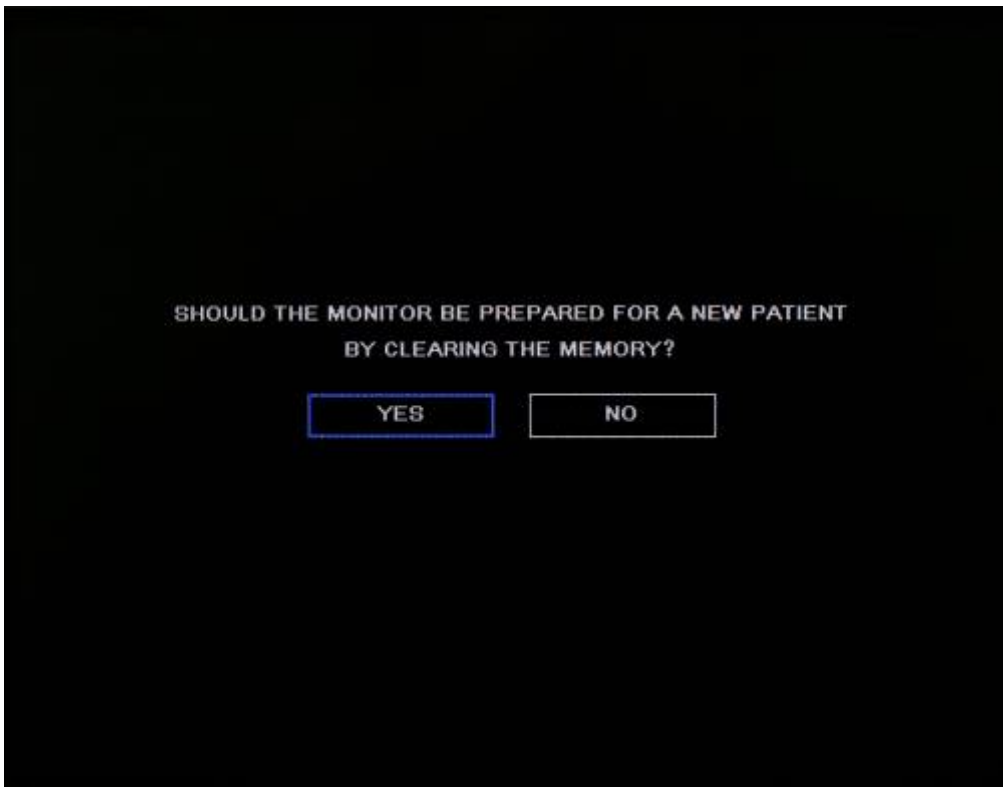 SHOULD THE MONITOR BE PREPARED FOR A NEW PATIENT
BY CLEARING THE MEMORY?
YES NO